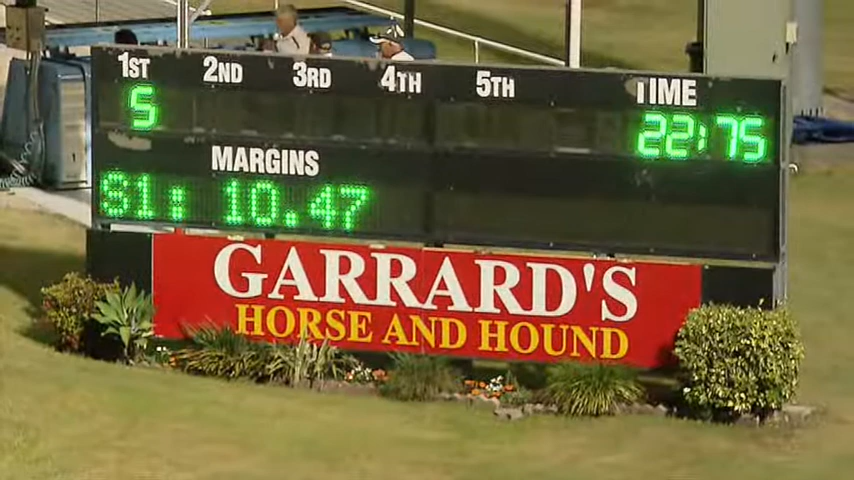 1ST 2ND 3RD 4TH 5TH TIME
5 22:75
MARGINS
S1: 10.47
GARRARD'S
HORSE AND HOUND